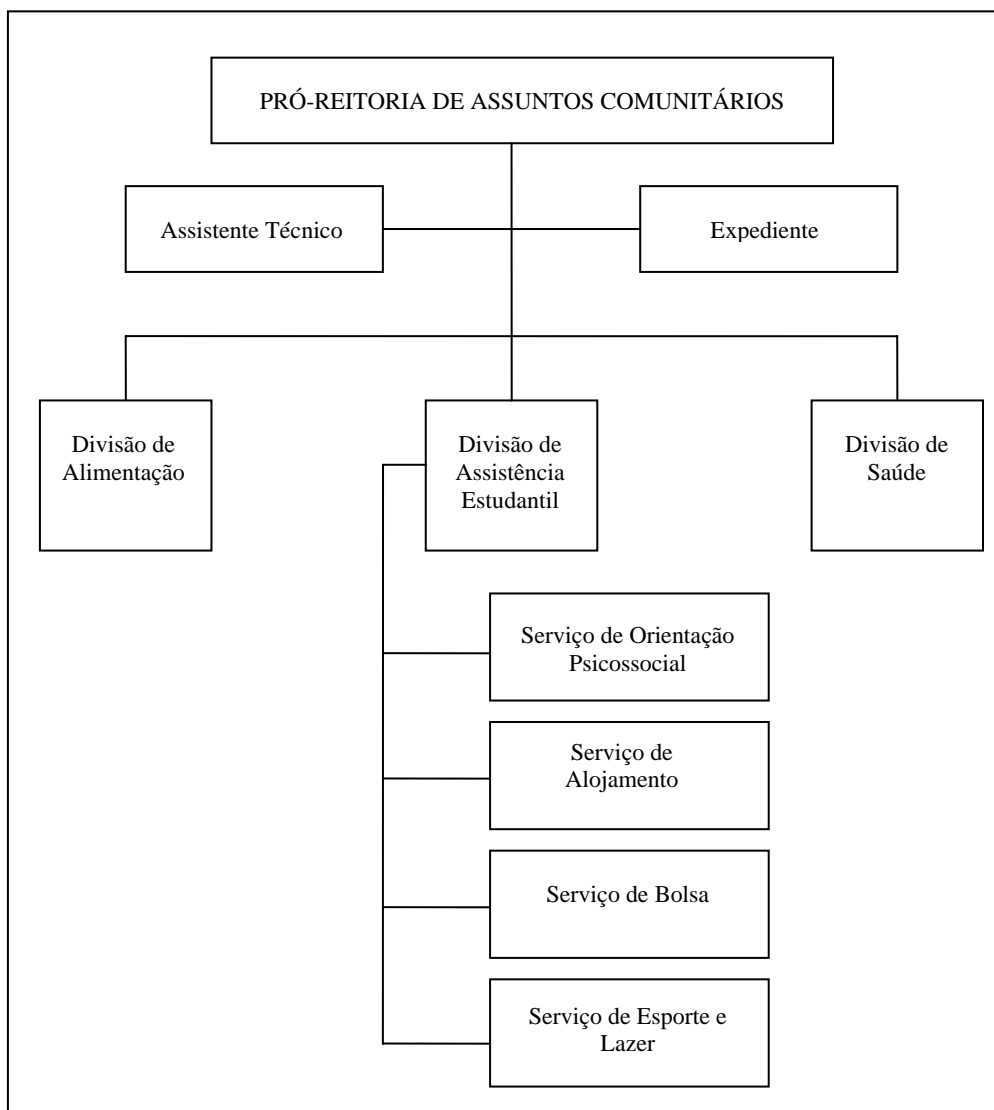 PRÓ-REITORIA DE ASSUNTOS COMUNITÁRIOS
Assistente Técnico
Expediente
Divisão de
Alimentação
Divisão de
Assistência
Estudantil
Divisão de
Saúde
Serviço de Orientação
Psicossocial
Serviço de
Alojamento
Serviço de Bolsa
Serviço de Esporte e
Lazer